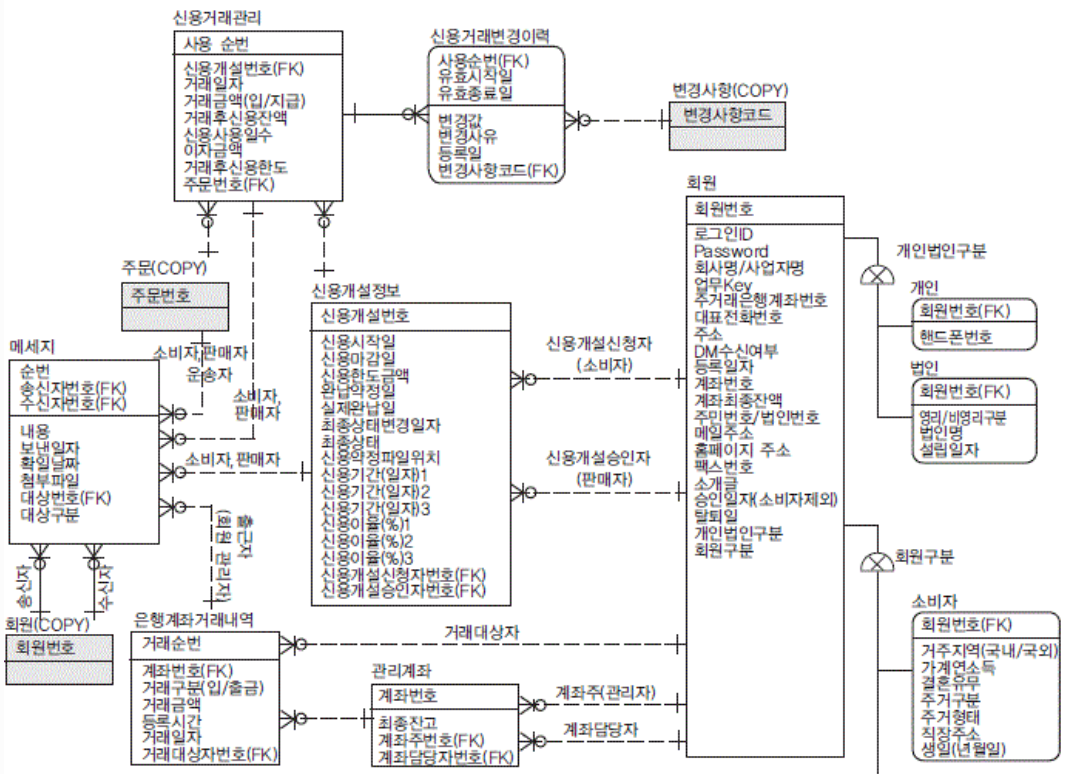 신용거래관리
사용 순번
신용개설번호(FK)
거래일자
거래금액(입/지급)
거래후신용잔액
신용사용일수
이자금액
거래후신용한도
주문번호(FK)
신용거래변경이력
사용순번(FK)
유효시작일
유효종료일
변경값
변경사유
등록일
변경사항코드(FK)
변경사항(COPY)
변경사항코드
주문(COPY)
주문번호
메세지
순번
송신자번호(FK)
수신자번호(FK)
내용
보낸일자
확일날짜
첨부파일
대상번호(FK)
대상구분
소비자,판매자
운송자
소비자,
판매자
소비자,판매자
출금자
(회원 관리자)
송신자
수신자
회원(COPY)
회원번호
신용개설정보
신용개설번호
신용시작일
신용마감일
신용한도금액
완납약정일
실제완납일
최종상태변경일자
최종상태
신용약정파일위치
신용기간(일자)1
신용기간(일자)2
신용기간(일자)3
신용이율(%)1
신용이율(%)2
신용이율(%)3
신용개설신청자번호(FK)
신용개설승인자번호(FK)
신용개설신청자
(소비자)
신용개설승인자
(판매자)
은행계좌거래내역
거래순번
계좌번호(FK)
거래구분(입/출금)
거래금액
등록시간
거래일자
거래대상자번호(FK)
거래대상자
관리계좌
계좌번호
최종잔고
계좌주번호(FK)
계좌담당자번호(FK)
계좌주(관리자)
계좌담당자
회원
회원번호
로그인ID
Password
회사명/사업자명
업무Key
주거래은행계좌번호
대표전화번호
주소
DM수신여부
등록일자
계좌번호
계좌최종잔액
주민번호/법인번호
메일주소
홈페이지 주소
팩스번호
소개글
승인일자(소비자제외)
탈퇴일
개인법인구분
회원구분
개인법인구분
개인
회원번호(FK)
핸드폰번호
법인
회원번호(FK)
영리/비영리구분
법인명
설립일자
회원구분
소비자
회원번호(FK)
거주지역(국내/국외)
가계연소득
결혼유무
주거구분
주거형태
직장주소
생일(년월일)